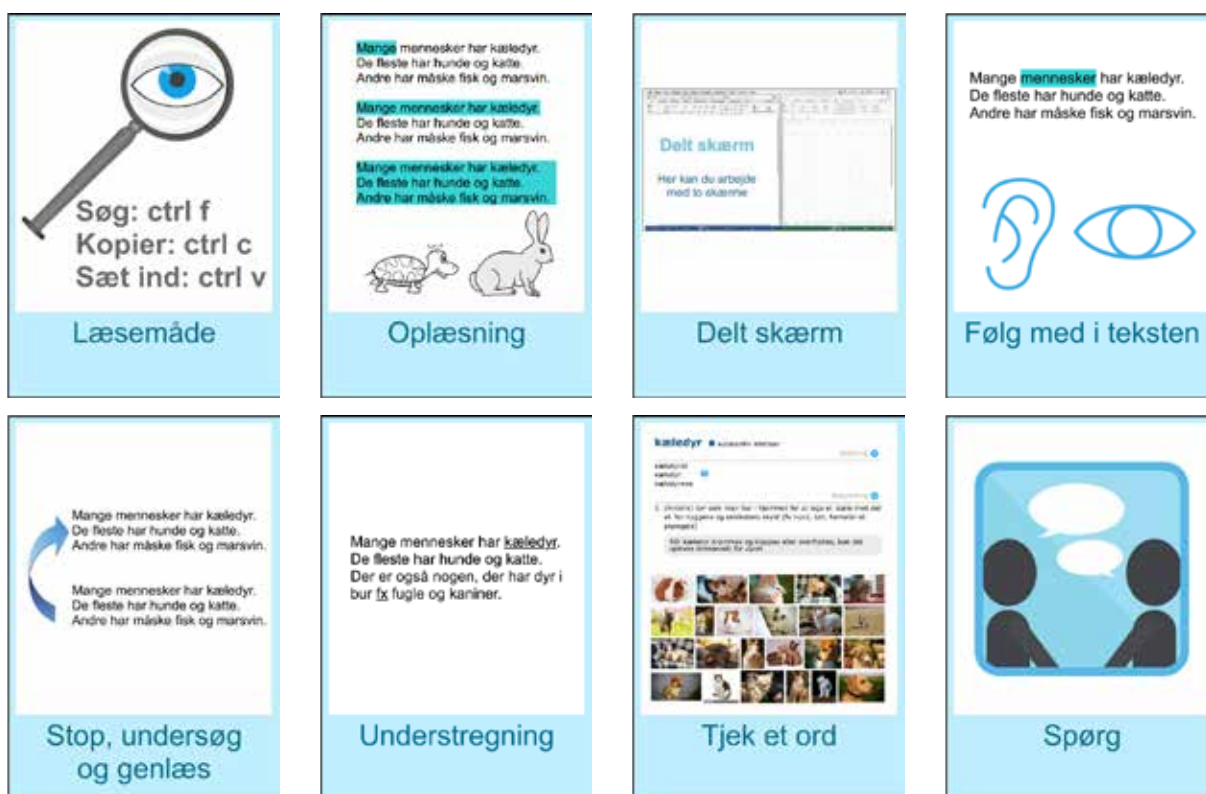 Søg: ctrl f
Kopier: ctrl c
Sæt ind: ctrl v
Læsemåde
Mange mennesker har kæledyr.
De fleste har hunde og katte.
Andre har måske fisk og marsvin.
Mange mennesker har kæledyr.
De fleste har hunde og katte.
Andre har måske fisk og marsvin.
Mange mennesker har kæledyr.
De fleste har hunde og katte.
Andre har måske fisk og marsvin.
Oplæsning
Delt skærm
Her kan du arbejde
med to skærme
Delt skærm
Mange mennesker har kæledyr.
De fleste har hunde og katte.
Andre har måske fisk og marsvin.
Følg med i teksten
Mange mennesker har kæledyr.
De fleste har hunde og katte.
Andre har måske fisk og marsvin.
Mange mennesker har kæledyr.
De fleste har hunde og katte.
Andre har måske fisk og marsvin.
Stop, undersøg
og genlæs
Mange mennesker har kæledyr.
De fleste har hunde og katte.
Der er også nogen, der har dyr i
bur fx fugle og kaniner.
Understregning
kæledyr
Tjek et ord
Spørg